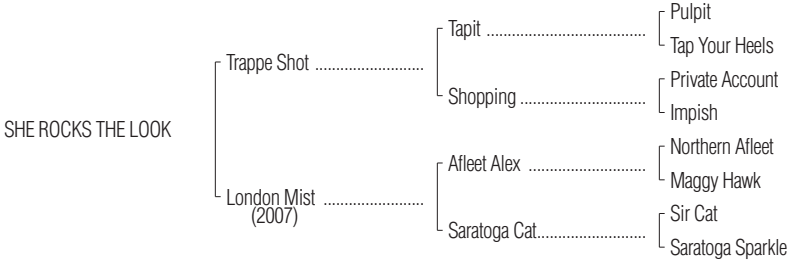 Pulpit
Tapit ..................................
Tap Your Heels
Trappe Shot .......................
Private Account
Shopping ...........................
Impish
SHE ROCKS THE LOOK
Northern Afleet
Afleet Alex .........................
Maggy Hawk
London Mist .....................
(2007)
Sir Cat
Saratoga Cat.......................
Saratoga Sparkle